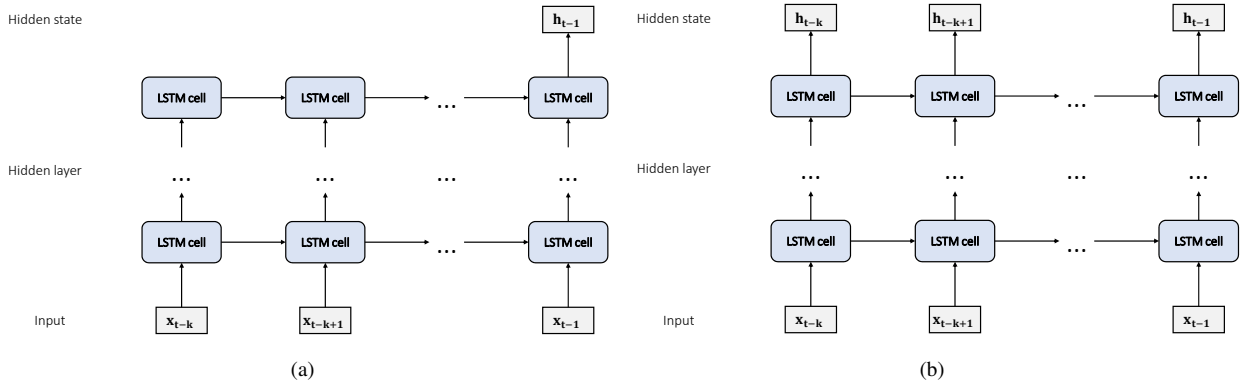 Hidden state
h_{t−1}
LSTM cell
LSTM cell
...
LSTM cell
Hidden layer
...
...
...
...
LSTM cell
LSTM cell
...
LSTM cell
Input
x_{t−k}
x_{t−k+1}
x_{t−1}
(a)
Hidden state
h_{t−k}
h_{t−k+1}
h_{t−1}
LSTM cell
LSTM cell
...
LSTM cell
Hidden layer
...
...
...
...
LSTM cell
LSTM cell
...
LSTM cell
Input
x_{t−k}
x_{t−k+1}
x_{t−1}
(b)